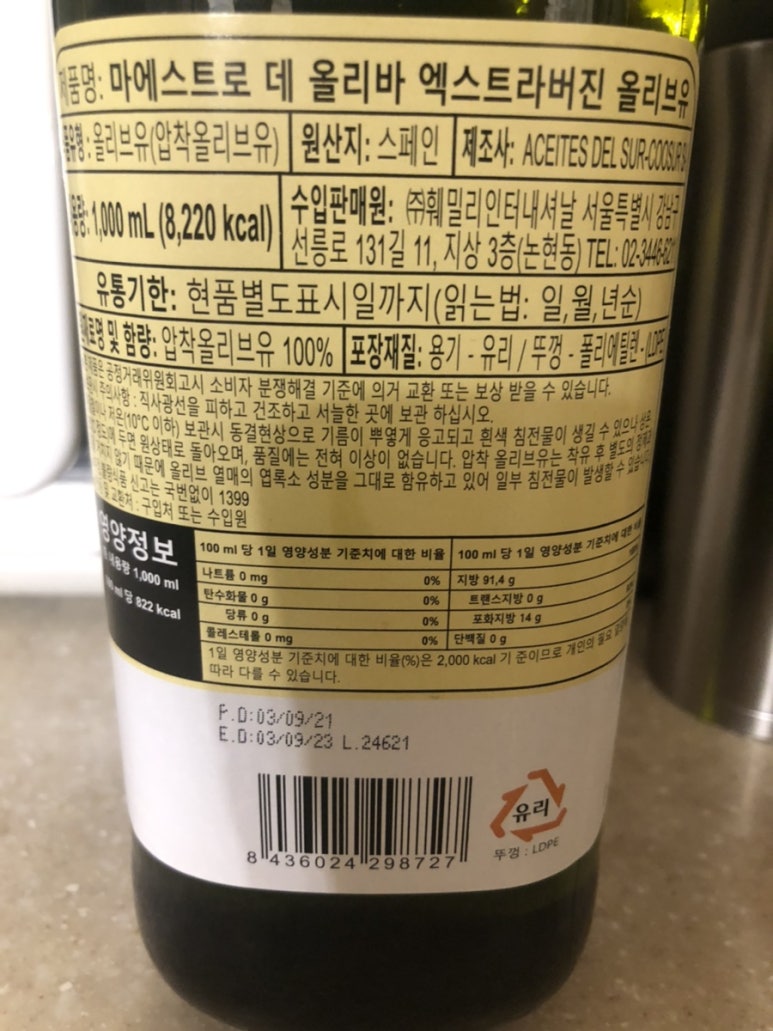 제품명: 마에스트로 데 올리바 엑스트라버진 올리브유
유형: 올리브유(압착올리브유) 원산지: 스페인 제조사: ACEITES DEL SUR-COOSUR
용량: 1,000 mL (8,220 kcal) 수입판매원: ㈜훼밀리인터내셔날 서울특별시 강남구
선릉로 131길 11, 지상 3층(논현동) TEL: 02-3446-
유통기한: 현품별도표시일까지(읽는법: 일,월,년순)
및 함량: 압착올리브유 100% 포장재질: 용기 - 유리 / 뚜껑 - 폴리에틸렌-(LDPE)
공정거래위원회고시 소비자 분쟁해결 기준에 의거 교환 또는 보상 받을 수 있습니다.
주의사항 : 직사광선을 피하고 건조하고 서늘한 곳에 보관 하십시오.
저온(10°C 이하) 보관시 동결현상으로 기름이 뿌옇게 응고되고 흰색 침전물이 생길 수 있으나
두면 원상태로 돌아오며, 품질에는 전혀 이상이 없습니다. 압착 올리브유는 착유 후 별도의
않기 때문에 올리브 열매의 엽록소 성분을 그대로 함유하고 있어 일부 침전물이 발생할 수
신고는 국번없이 1399
교환처 : 구입처 또는 수입원
영양정보
1,000 ml
당 822 kcal
100 ml 당 1일 영양성분 기준치에 대한 비율
나트륨 0 mg 0%
탄수화물 0 g 0%
당류 0 g 0%
콜레스테롤 0 mg 0%
100 ml 당 1일 영양성분 기준치에 대한
지방 91,4 g
트랜스지방 0 g
포화지방 14 g
단백질 0 g
1일 영양성분 기준치에 대한 비율(%)은 2,000 kcal 기 준이므로 개인의 필요
따라 다를 수 있습니다.
P.D:03/09/21
E.D:03/09/23 L.24621
8 436024 298727
유리
뚜껑 : LDPE